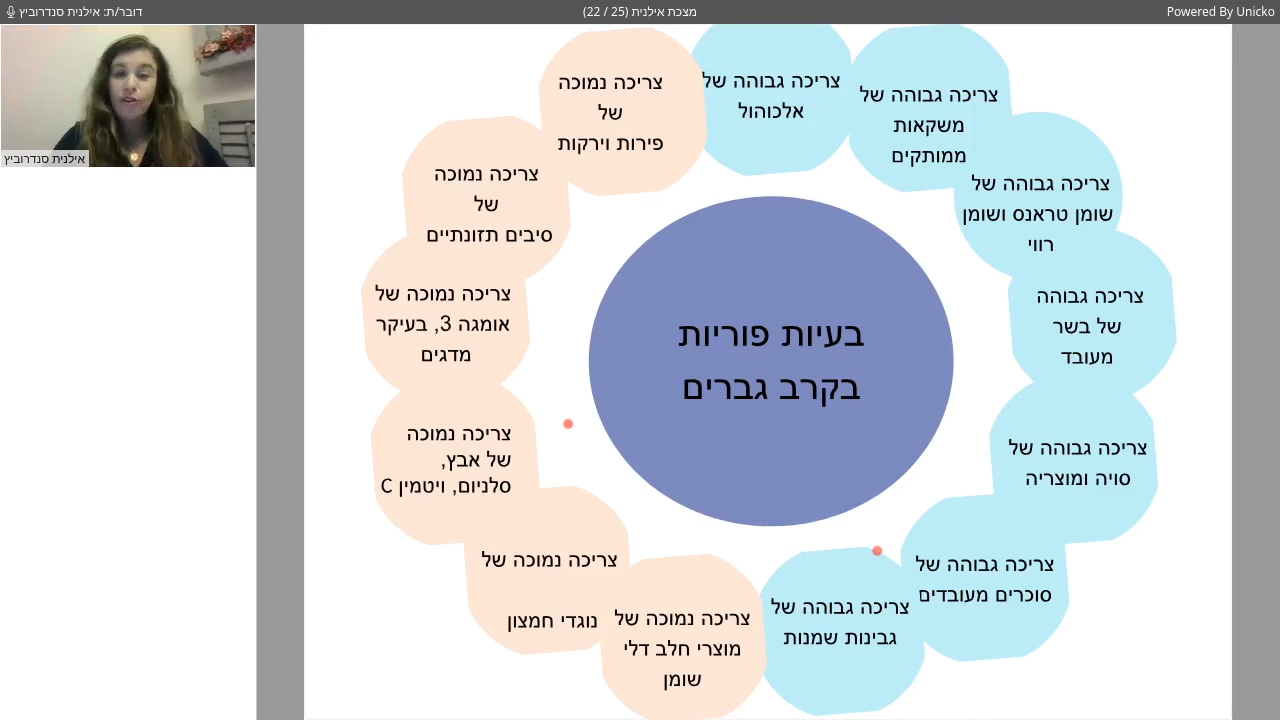 דובר/ת: אילנית סנדרוביץ
מצכת אילנית (25 / 22)
Powered By Unicko
אילנית סנדרוביץ
צריכה גבוהה של
אלכוהול
צריכה גבוהה של
משקאות
ממותקים
צריכה גבוהה של
שומן טראנס ושומן
רווי
צריכה גבוהה
של בשר
מעובד
צריכה גבוהה של
סויה ומוצריה
צריכה גבוהה של
סוכרים מעובדים
צריכה גבוהה של
גבינות שמנות
צריכה נמוכה של
מוצרי חלב דלי
שומן
צריכה נמוכה של
נוגדי חמצון
צריכה נמוכה
של אבץ,
סלניום, ויטמין C
צריכה נמוכה של
אומגה 3, בעיקר
מדגים
צריכה נמוכה
של
סיבים תזונתיים
צריכה נמוכה
של
פירות וירקות
בעיות פוריות
בקרב גברים